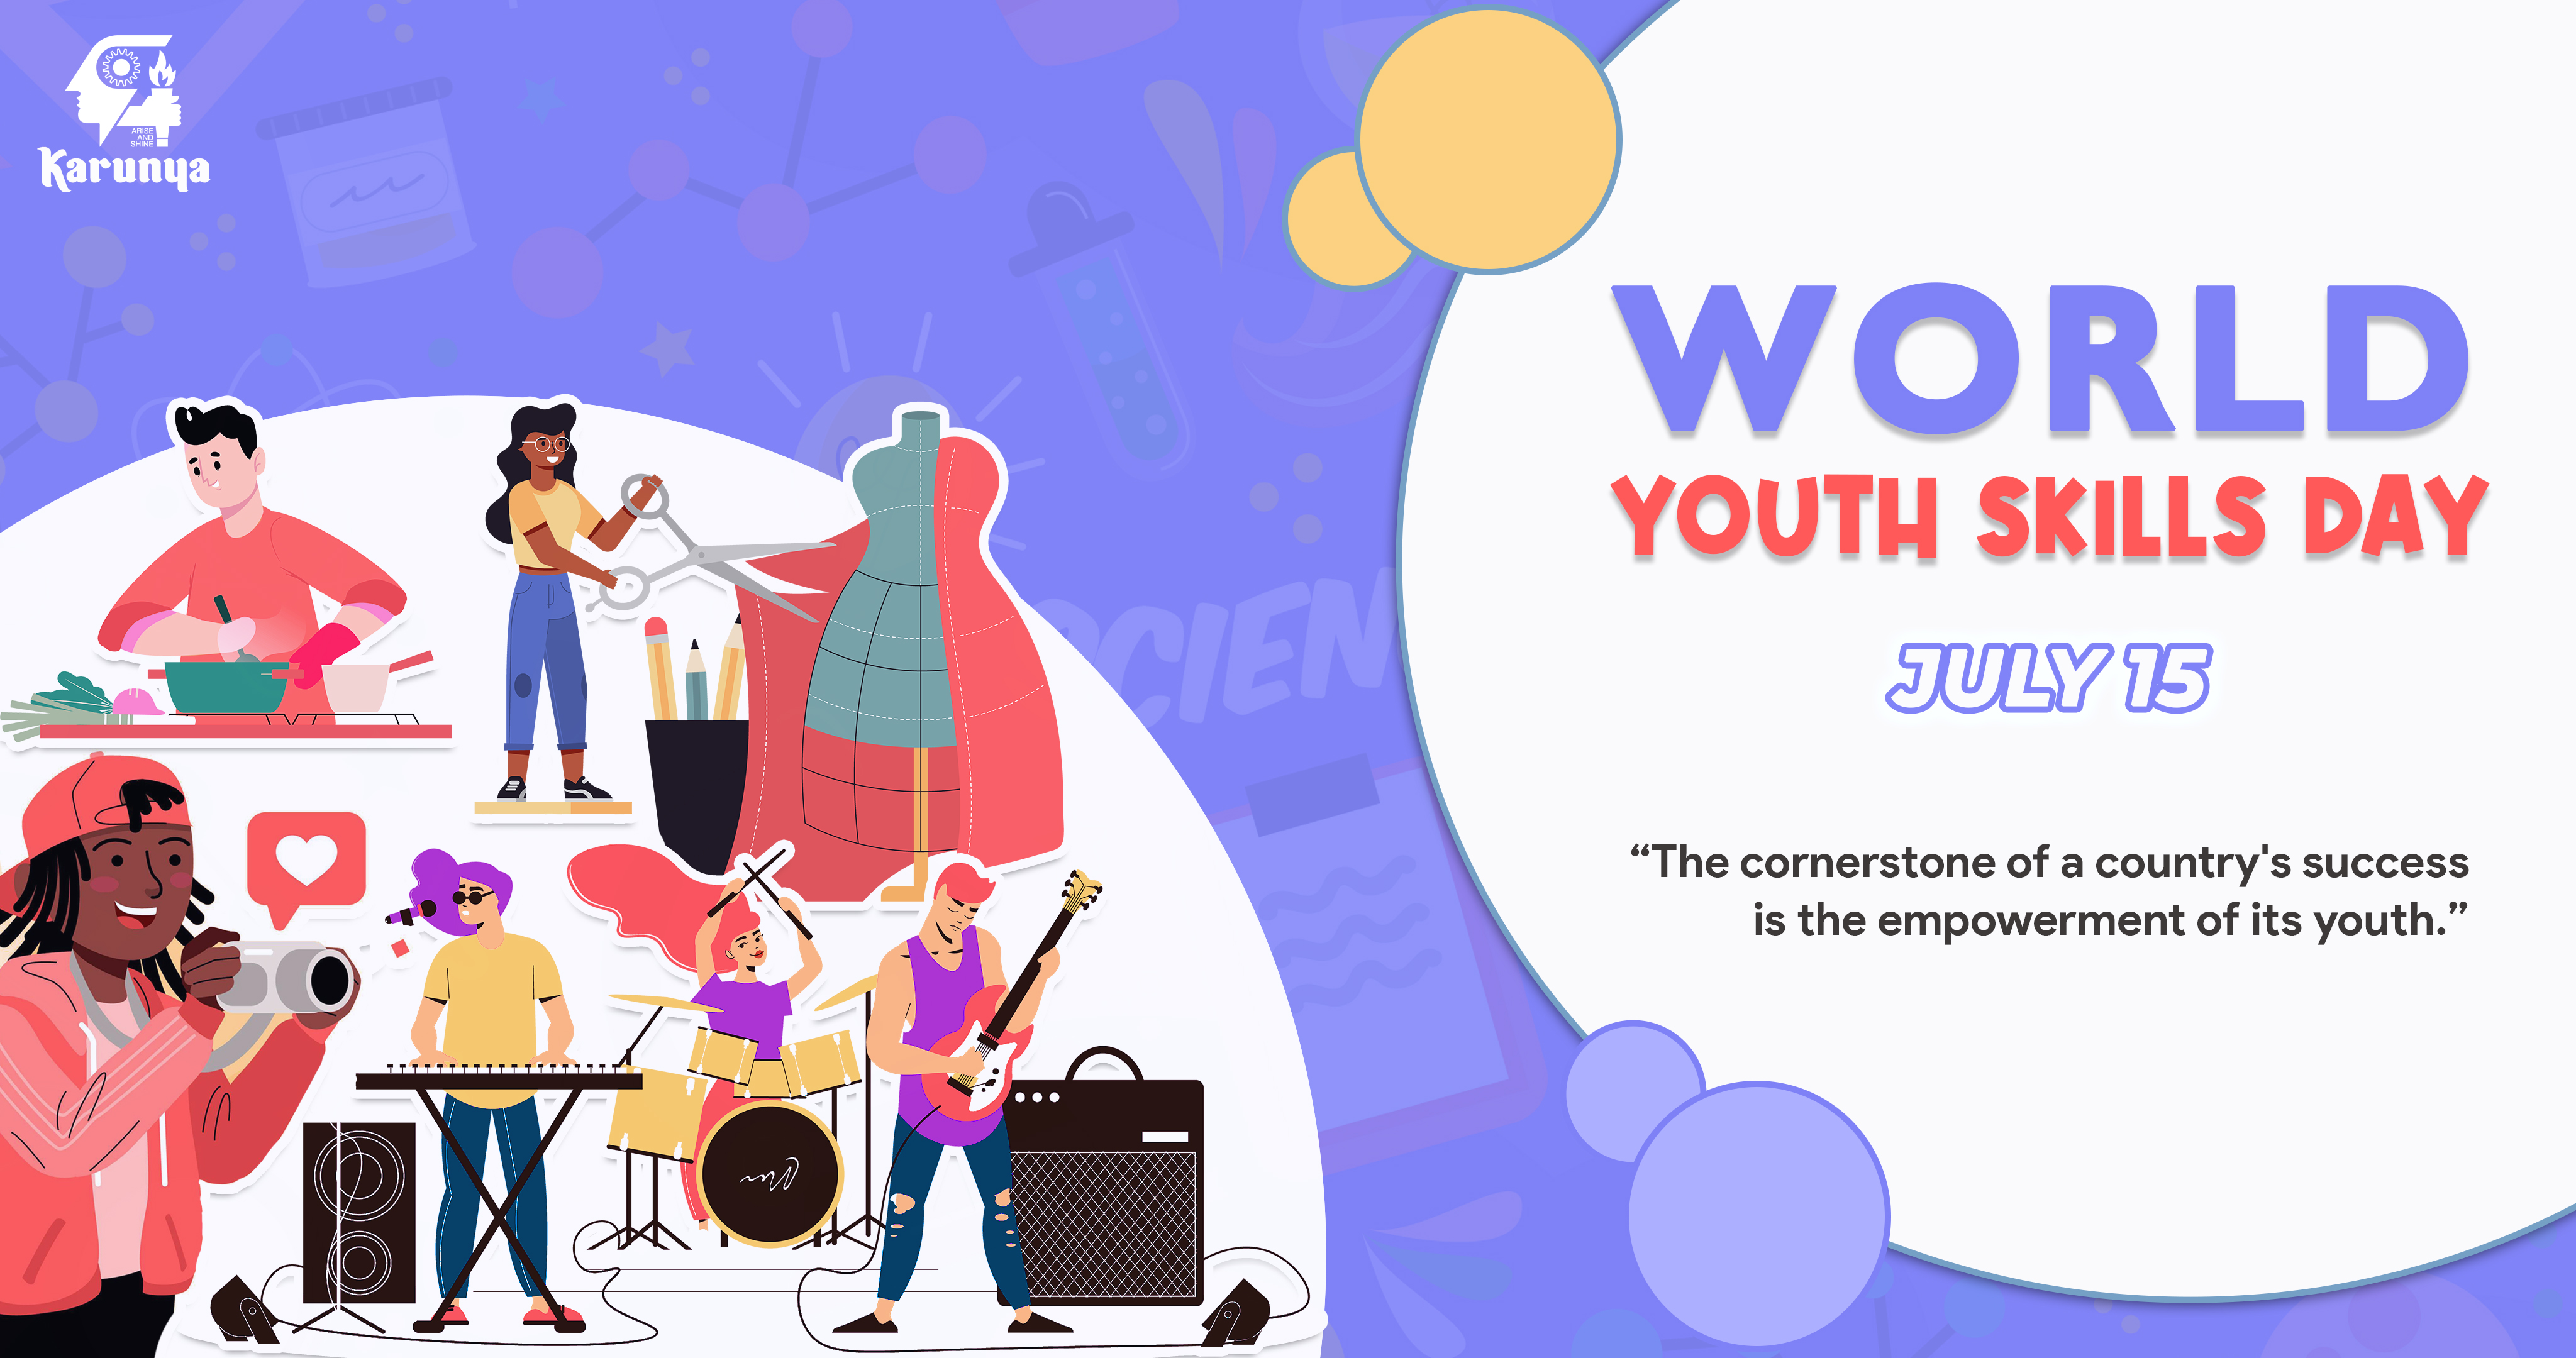 ARISE
AND
SHINE
Karunya
WORLD
YOUTH SKILLS DAY
JULY 15
“The cornerstone of a country's success
is the empowerment of its youth.”
SCIEN